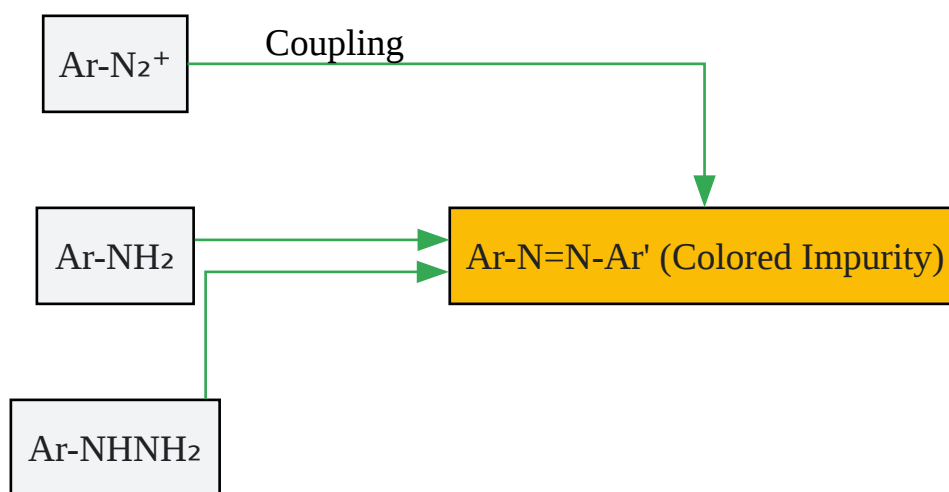 Coupling
Ar-N₂⁺
Ar-NH₂
Ar-N=N-Ar' (Colored Impurity)
Ar-NHNH₂